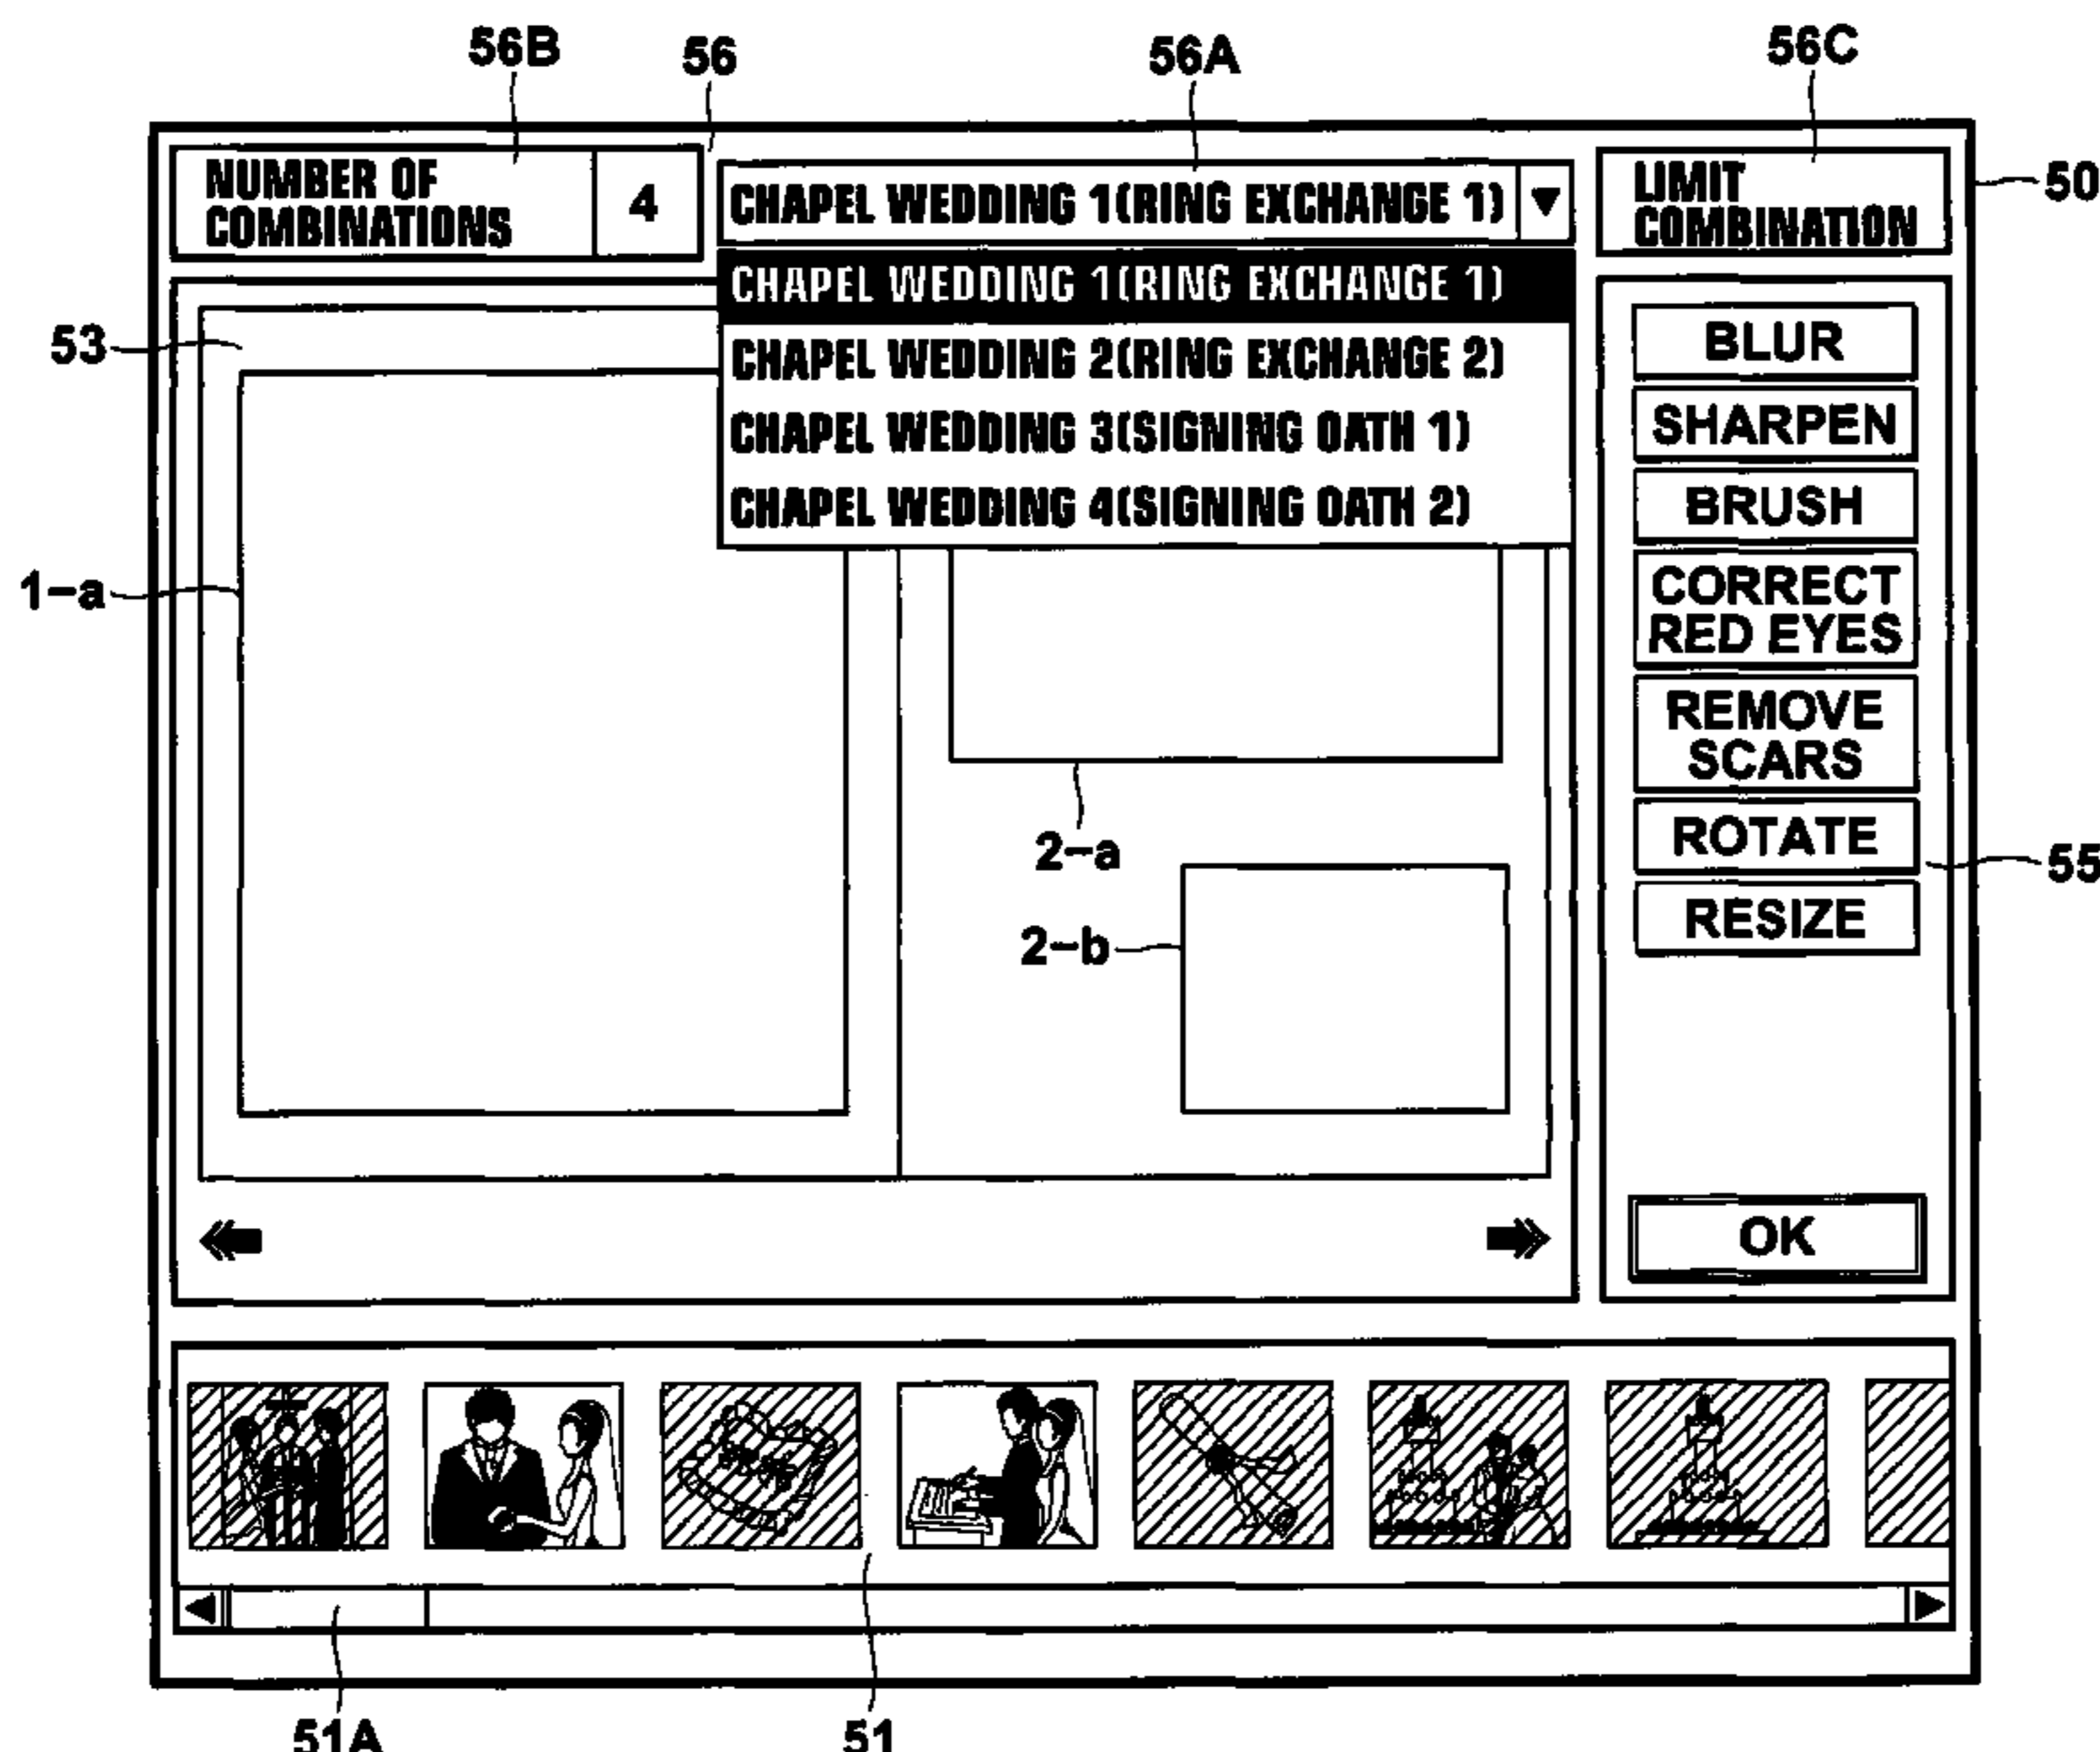 56B
56
56A
56C
NUMBER OF
COMBINATIONS
4
CHAPEL WEDDING 1(RING EXCHANGE 1)
▼
LIMIT
COMBINATION
50
CHAPEL WEDDING 1(RING EXCHANGE 1)
CHAPEL WEDDING 2(RING EXCHANGE 2)
CHAPEL WEDDING 3(SIGNING OATH 1)
CHAPEL WEDDING 4(SIGNING OATH 2)
53
1-a
2-a
2-b
BLUR
SHARPEN
BRUSH
CORRECT
RED EYES
REMOVE
SCARS
ROTATE
RESIZE
55
OK
51A
51